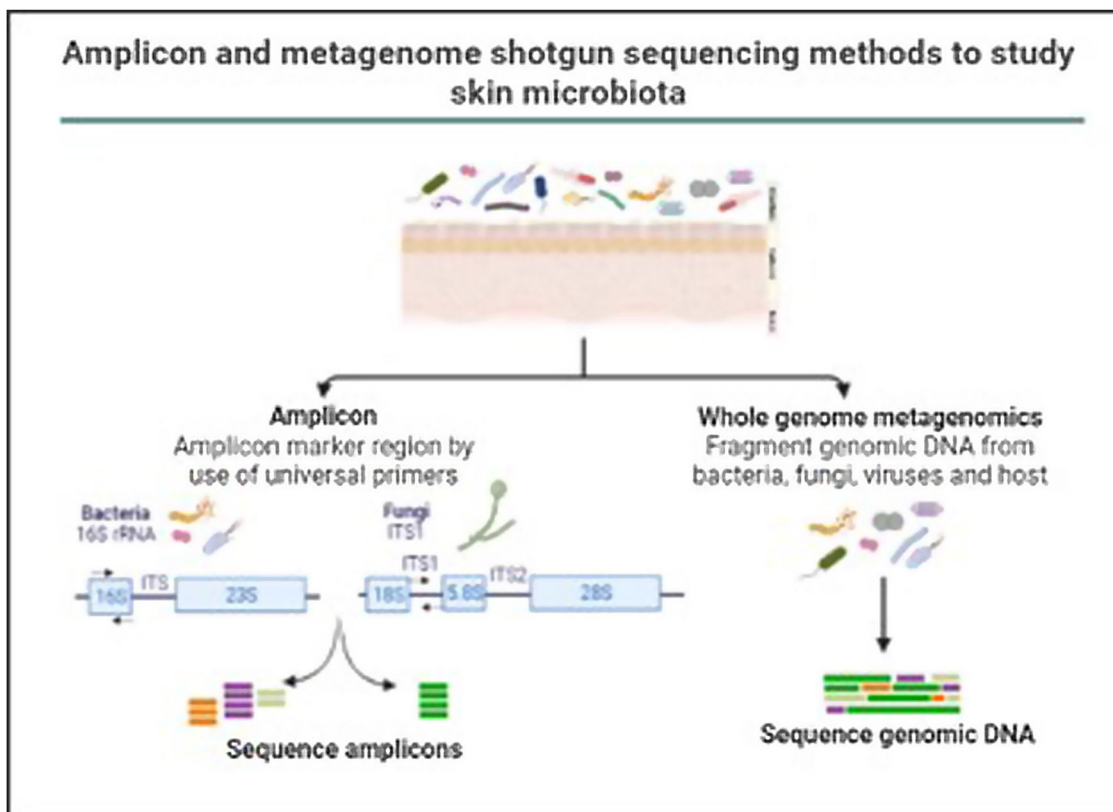 Amplicon and metagenome shotgun sequencing methods to study
skin microbiota
Amplicon
Amplicon marker region by
use of universal primers
Whole genome metagenomics
Fragment genomic DNA from
bacteria, fungi, viruses and host
Bacteria
16S rRNA
Fungi
ITS1
16S
ITS
23S
18S
ITS1
5.8S
ITS2
28S
Sequence amplicons
Sequence genomic DNA